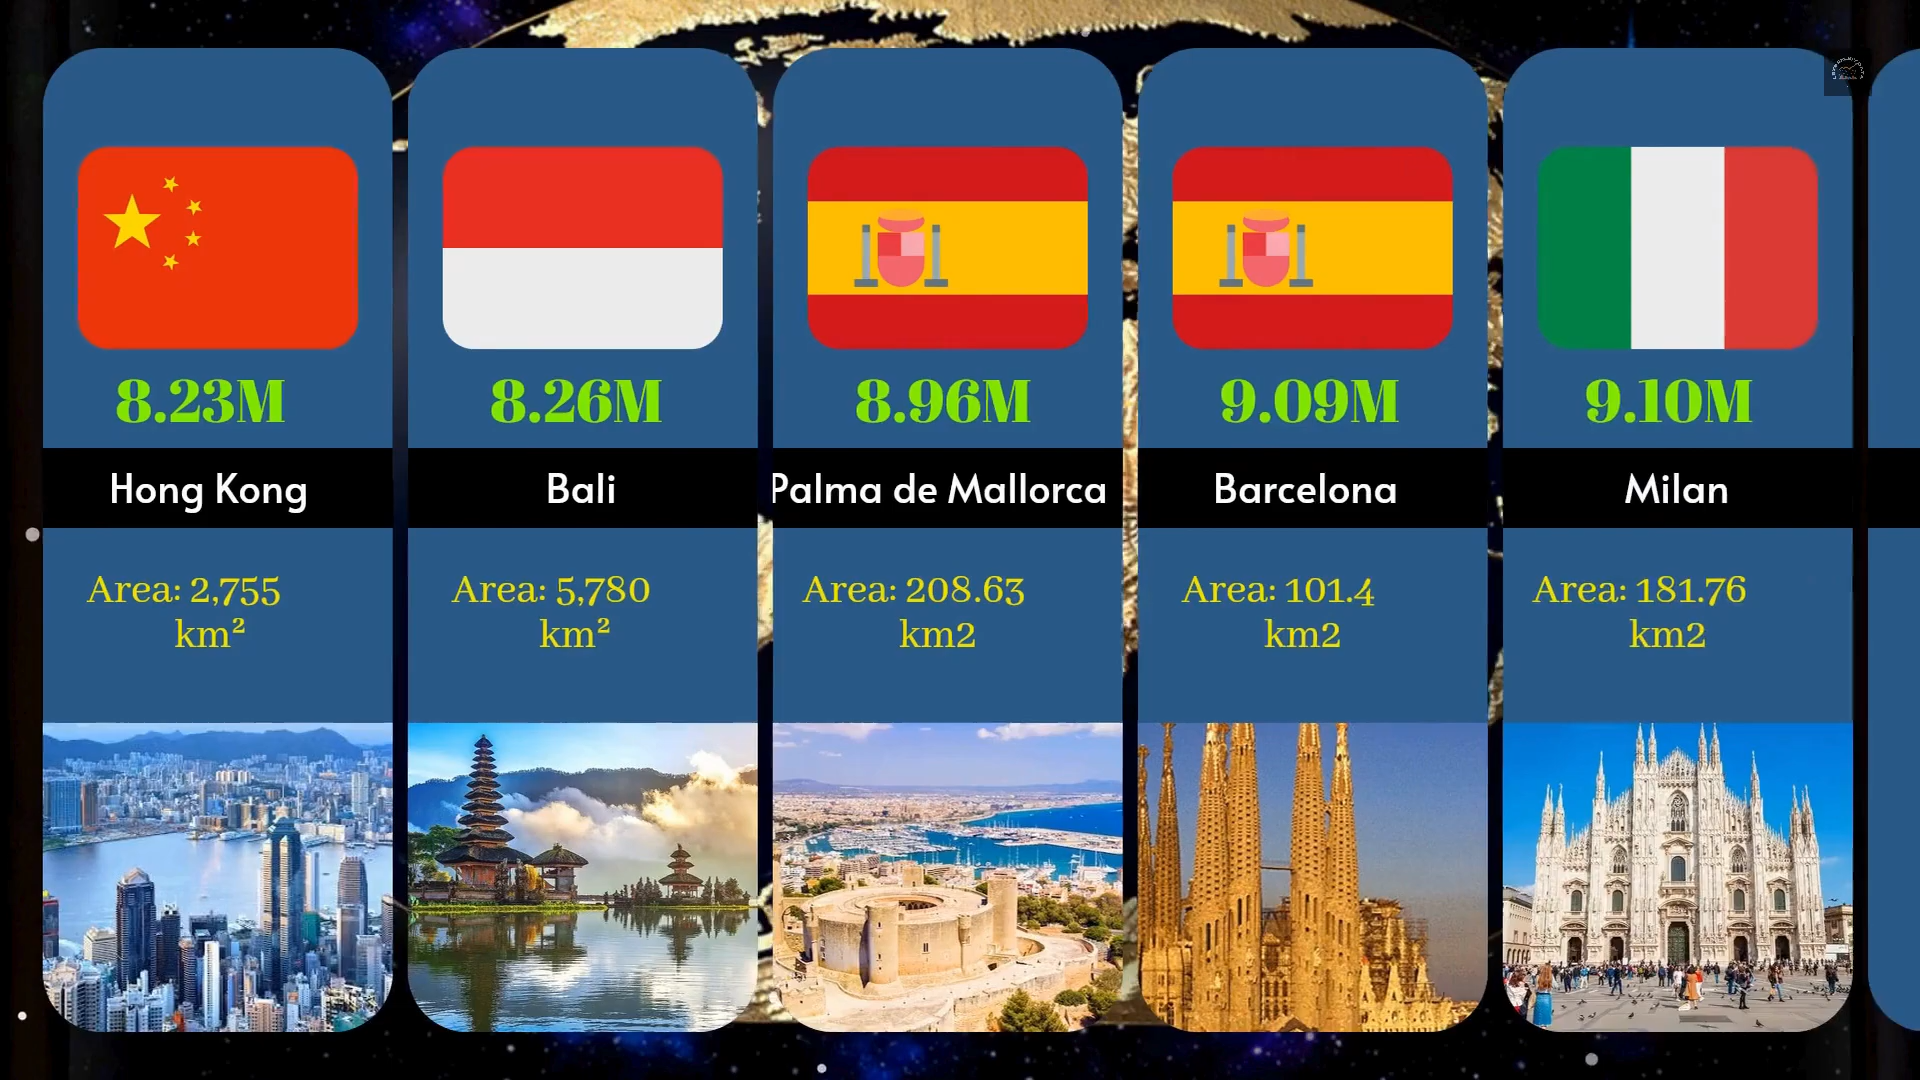 8.23M
Hong Kong
Area: 2,755
km²
8.26M
Bali
Area: 5,780
km²
8.96M
Palma de Mallorca
Area: 208.63
km2
9.09M
Barcelona
Area: 101.4
km2
9.10M
Milan
Area: 181.76
km2